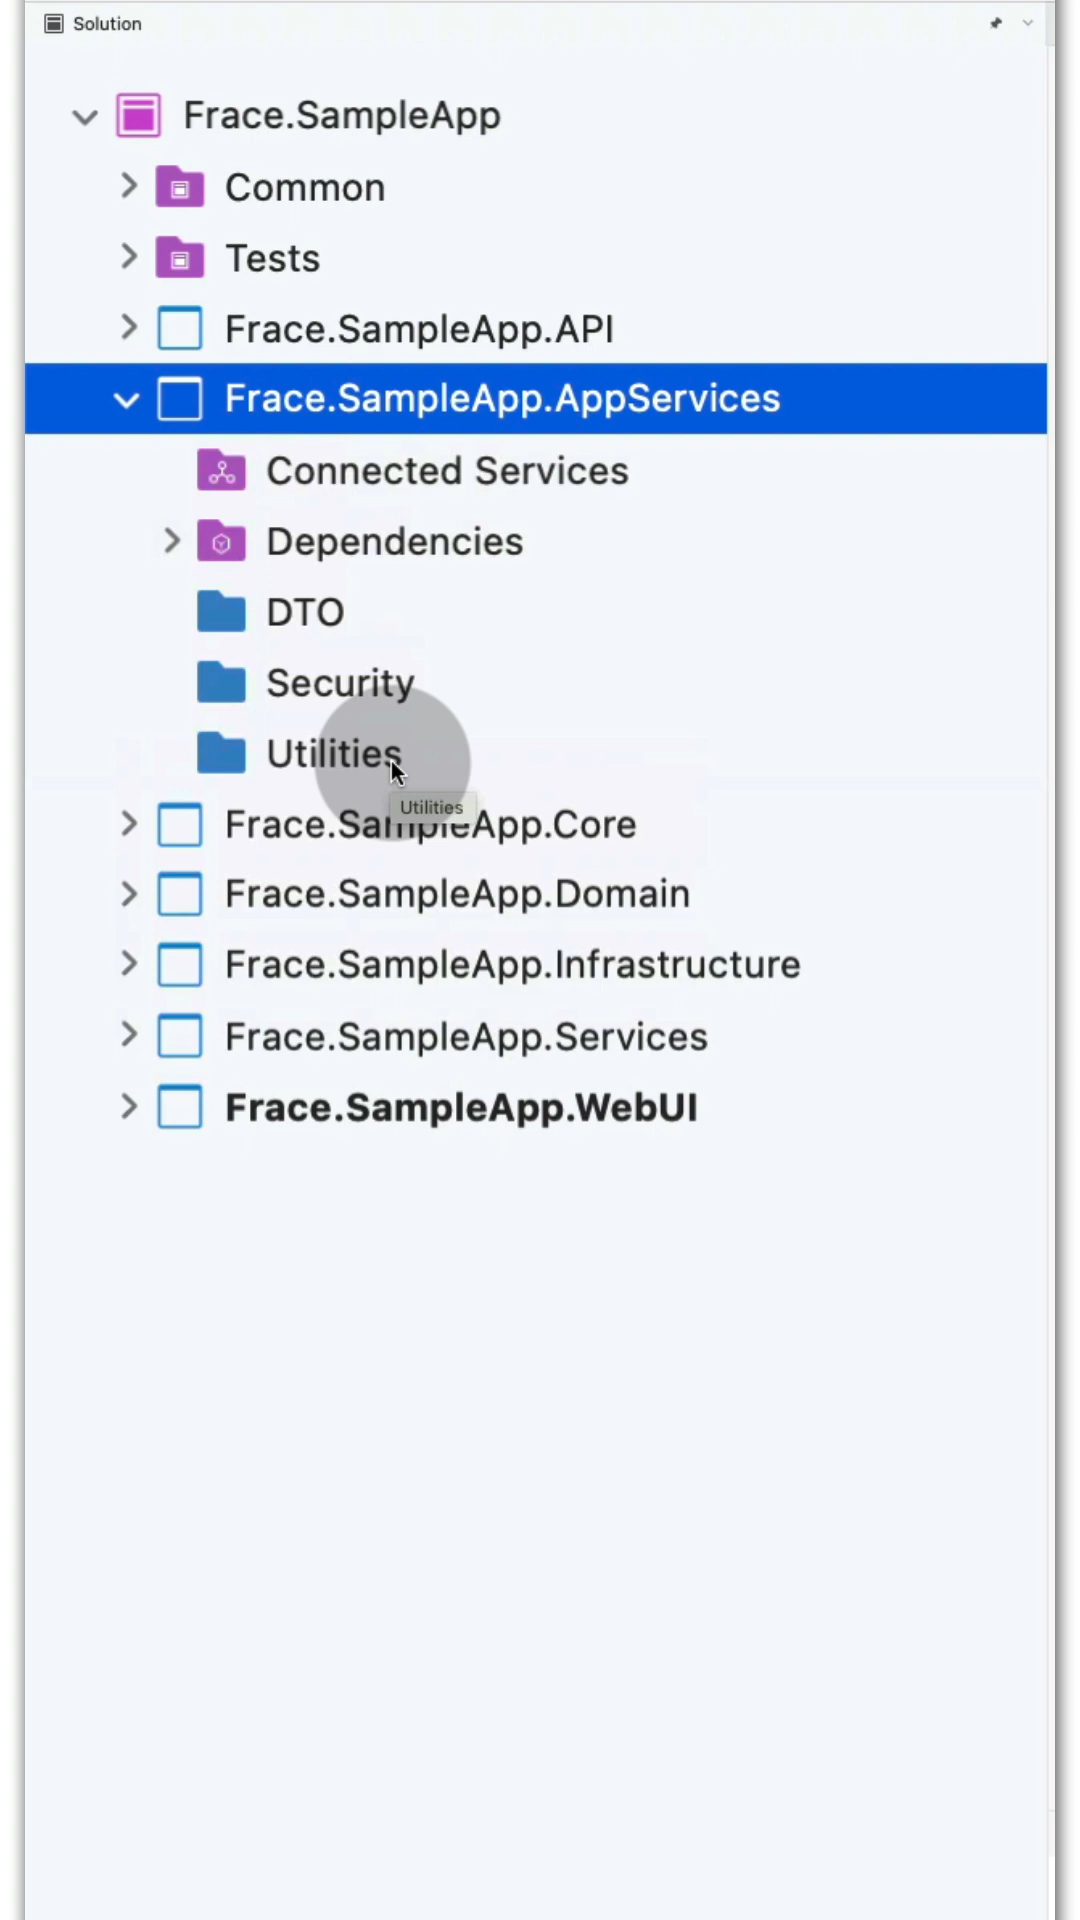 Solution
Frace.SampleApp
Common
Tests
Frace.SampleApp.API
Frace.SampleApp.AppServices
Connected Services
Dependencies
DTO
Security
Utilities
Utilities
Frace.SampleApp.Core
Frace.SampleApp.Domain
Frace.SampleApp.Infrastructure
Frace.SampleApp.Services
Frace.SampleApp.WebUI